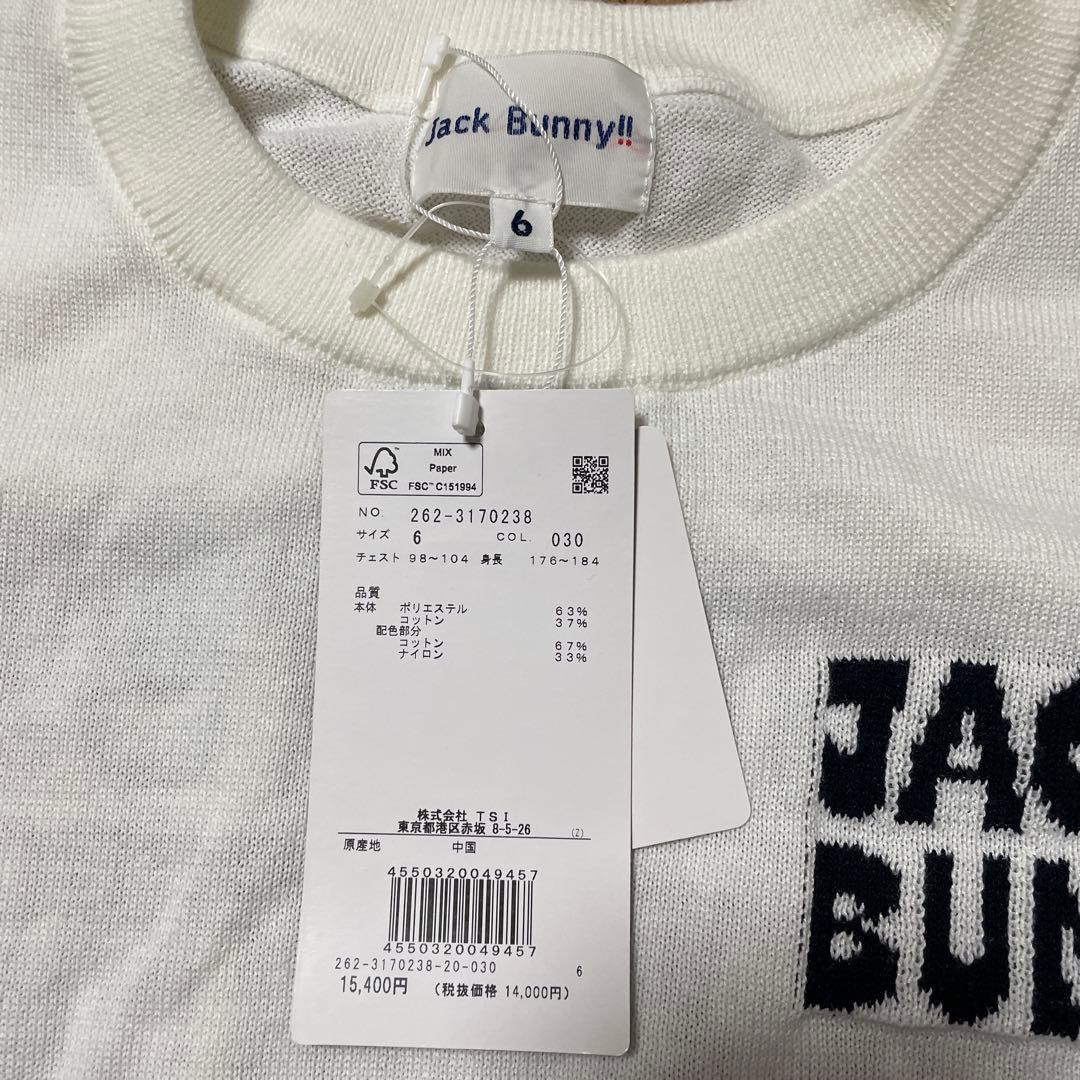 Jack Bunny!!
6
FSC
MIX
Paper
FSC™ C151994
NO. 262-3170238
サイズ 6 COL. 030
チェスト 98～104 身長 176～184
品質
本体 ポリエステル 63%
コットン 37%
配色部分
コットン 67%
ナイロン 33%
株式会社 TSI
東京都港区赤坂 8-5-26 (Z)
原産地 中国
4550320049457
4550320049457
262-3170238-20-030 6
15,400円 (税抜価格 14,000円)
JAC
BUN